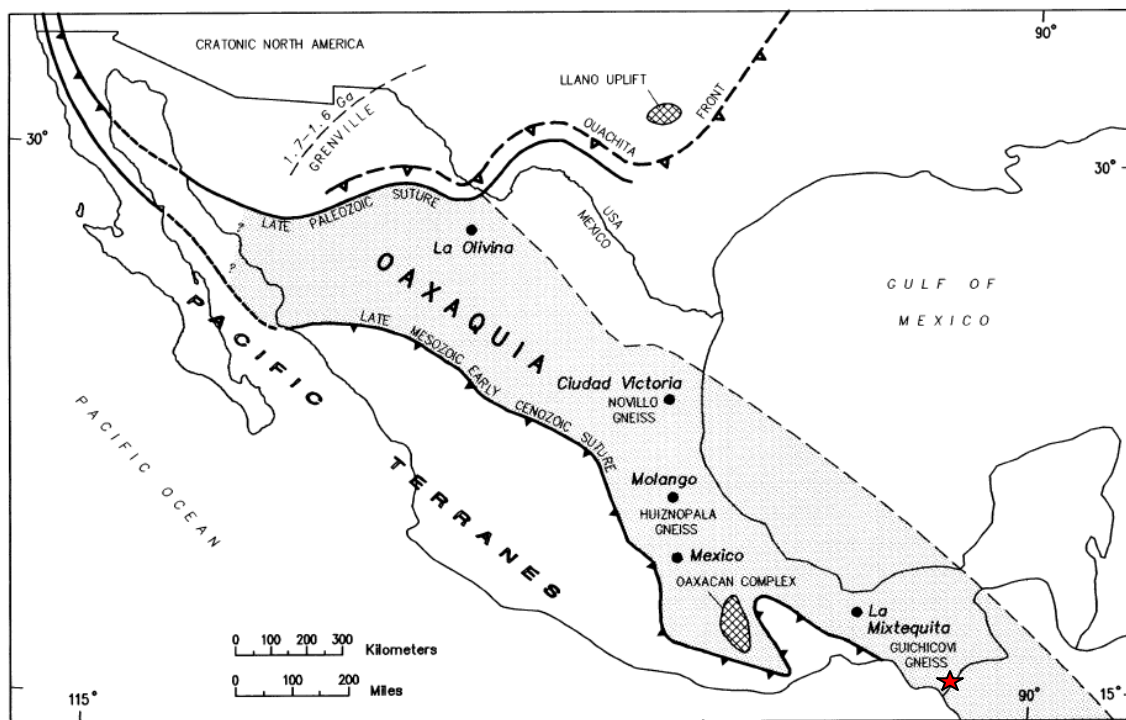 90°
CRATONIC NORTH AMERICA
LLANO UPLIFT
1.7-1.6 Ga
GRENVILLE
OUACHITA
FRONT
30°
30°
LATE PALEOZOIC SUTURE
USA
MEXICO
?
La Olivina
?
OAXAQUIA
GULF OF
MEXICO
PACIFIC
LATE MESOZOIC EARLY CENOZOIC SUTURE
Ciudad Victoria
NOVILLO
GNEISS
PACIFIC OCEAN
TERRANES
Molango
HUIZNOPALA
GNEISS
Mexico
OAXACAN COMPLEX
La
Mixtequita
GUICHICOVI
GNEISS
0 100 200 300
Kilometers
0 100 200
Miles
115°
90°
15°